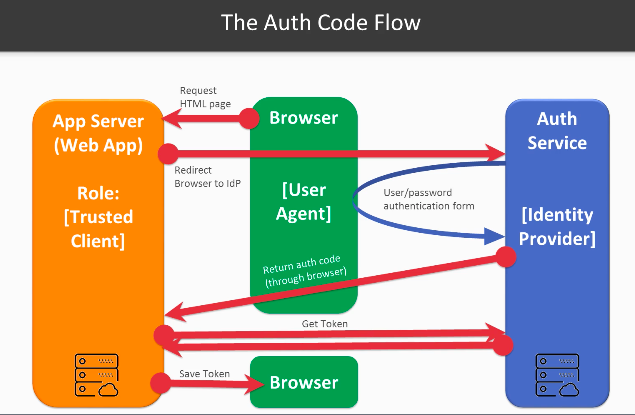 The Auth Code Flow
Request
HTML page
App Server
(Web App)
Role:
[Trusted
Client]
Browser
[User
Agent]
Auth
Service
[Identity
Provider]
Redirect
Browser to IdP
User/password
authentication form
Return auth code
(through browser)
Get Token
Save Token
Browser